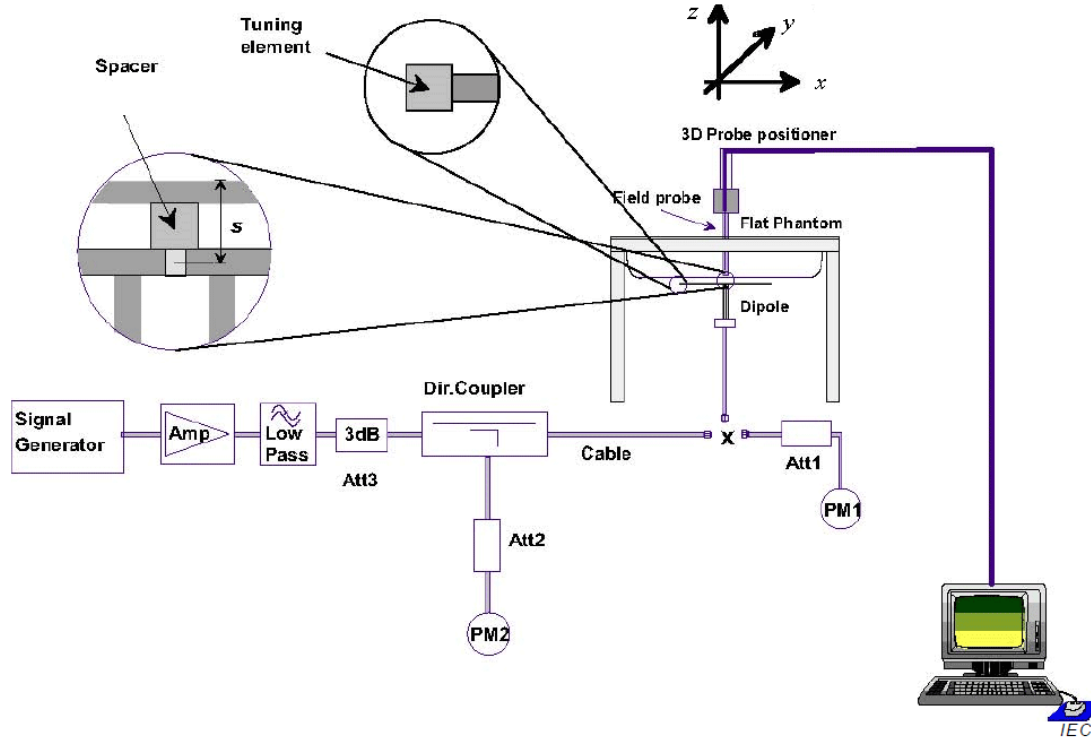 Tuning
element
Spacer
s
z
y
x
3D Probe positioner
Field probe
Flat Phantom
Dipole
Dir.Coupler
Signal
Generator
Amp
Low
Pass
3dB
Att3
Cable
x
Att1
PM1
Att2
PM2
IEC